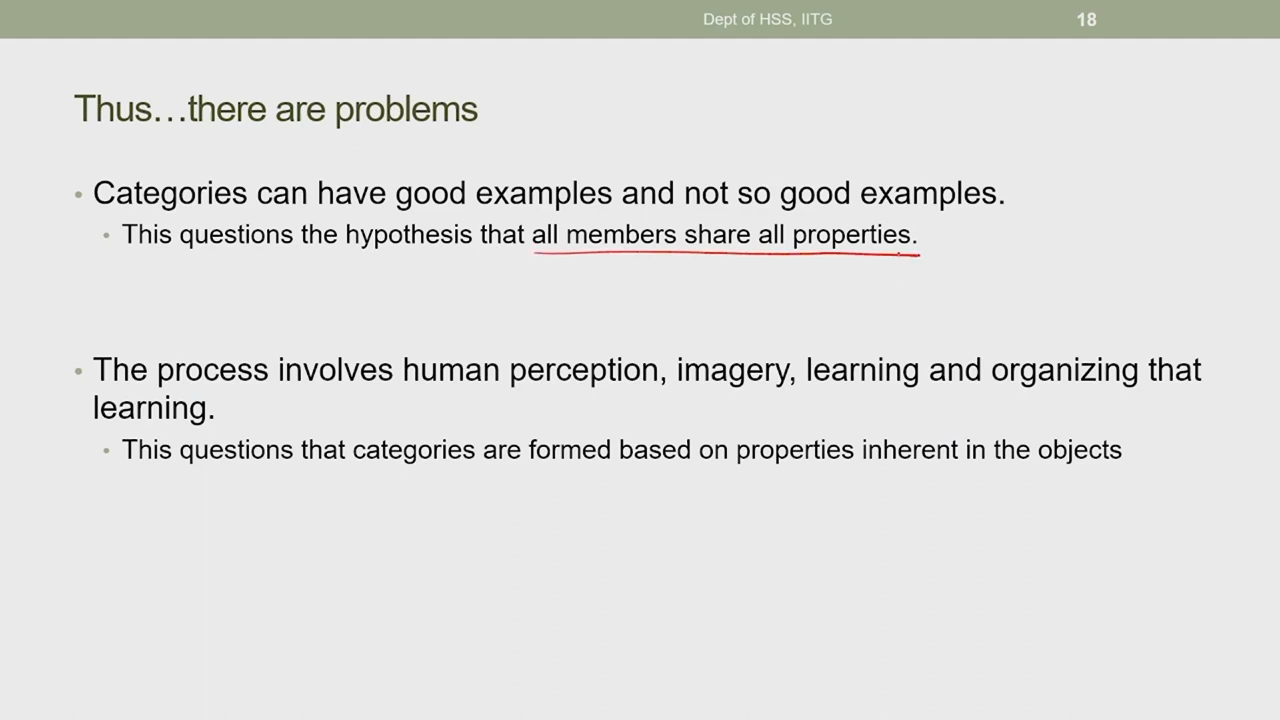 Dept of HSS, IITG
18
Thus…there are problems
• Categories can have good examples and not so good examples.
• This questions the hypothesis that all members share all properties.
• The process involves human perception, imagery, learning and organizing that
learning.
• This questions that categories are formed based on properties inherent in the objects